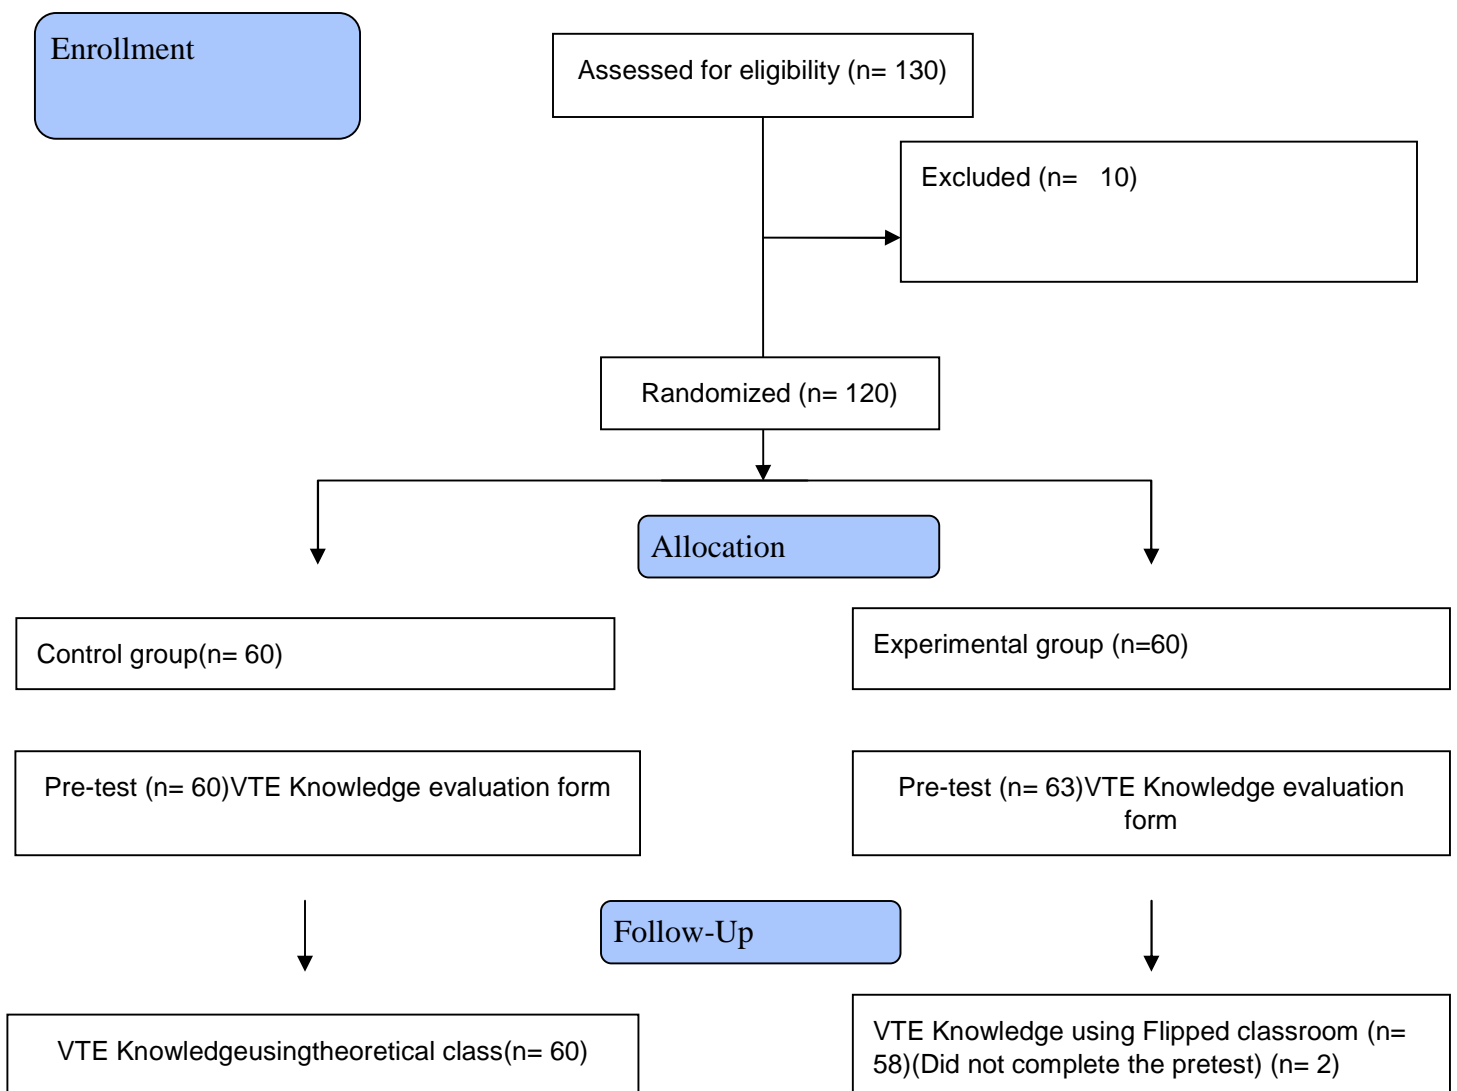 Enrollment
Assessed for eligibility (n= 130)
Excluded (n=   10)
Randomized (n= 120)
Allocation
Control group(n= 60)
Experimental group (n=60)
Pre-test (n= 60)VTE Knowledge evaluation form
Pre-test (n= 63)VTE Knowledge evaluation
form
Follow-Up
VTE Knowledgeusingtheoretical class(n= 60)
VTE Knowledge using Flipped classroom (n=
58)(Did not complete the pretest) (n= 2)